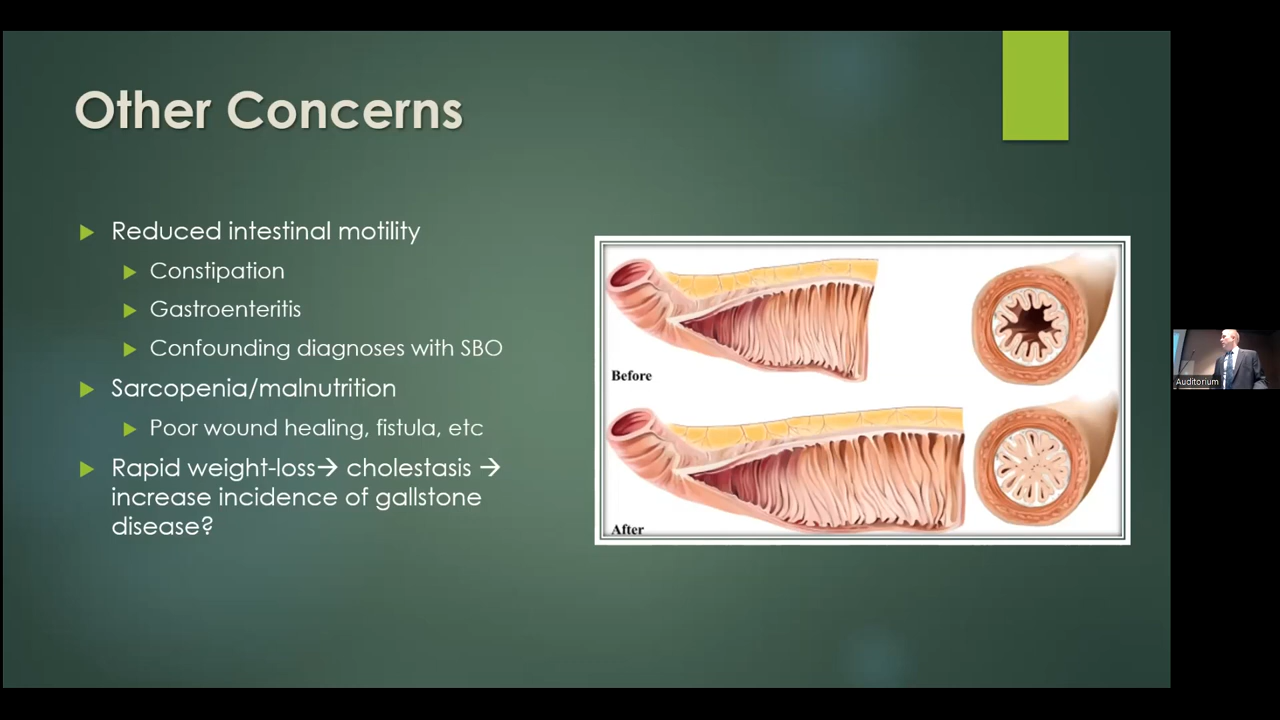 Other Concerns
Reduced intestinal motility
Constipation
Gastroenteritis
Confounding diagnoses with SBO
Sarcopenia/malnutrition
Poor wound healing, fistula, etc
Rapid weight-loss→ cholestasis →
increase incidence of gallstone
disease?
Before
After
Auditorium